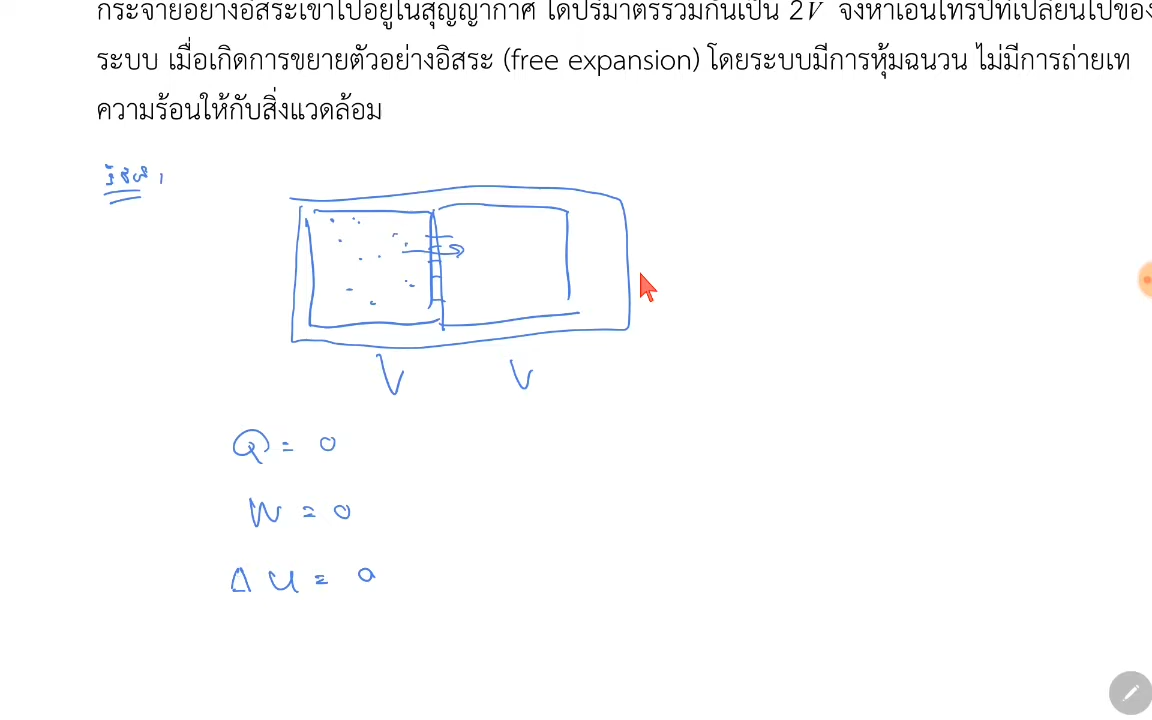 กระจายอย่างอิสระเข้าไปอยู่ในสุญญากาศ ได้ปริมาตรรวมกันเป็น 2V จงหาเอนโทรปีที่เปลี่ยนไปของ
ระบบ เมื่อเกิดการขยายตัวอย่างอิสระ (free expansion) โดยระบบมีการหุ้มฉนวน ไม่มีการถ่ายเท
ความร้อนให้กับสิ่งแวดล้อม
V V
Q = 0
W = 0
Δ U = 0